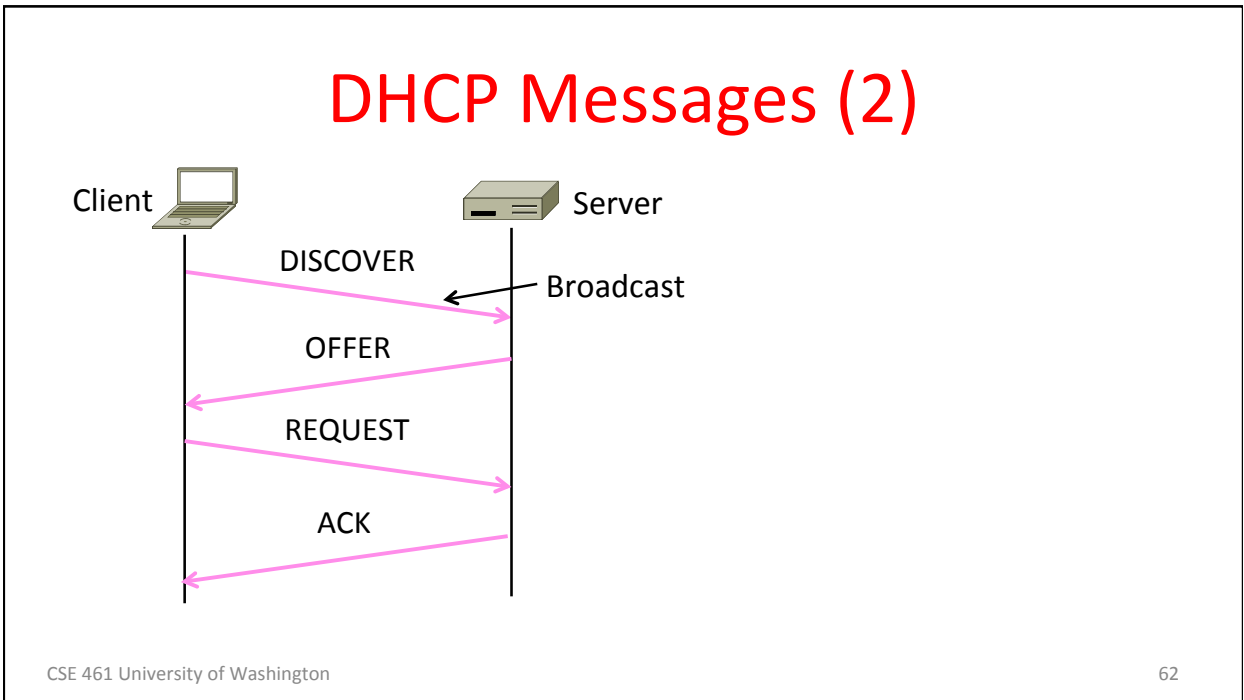 DHCP Messages (2)
Client
Server
DISCOVER
Broadcast
OFFER
REQUEST
ACK
CSE 461 University of Washington
62